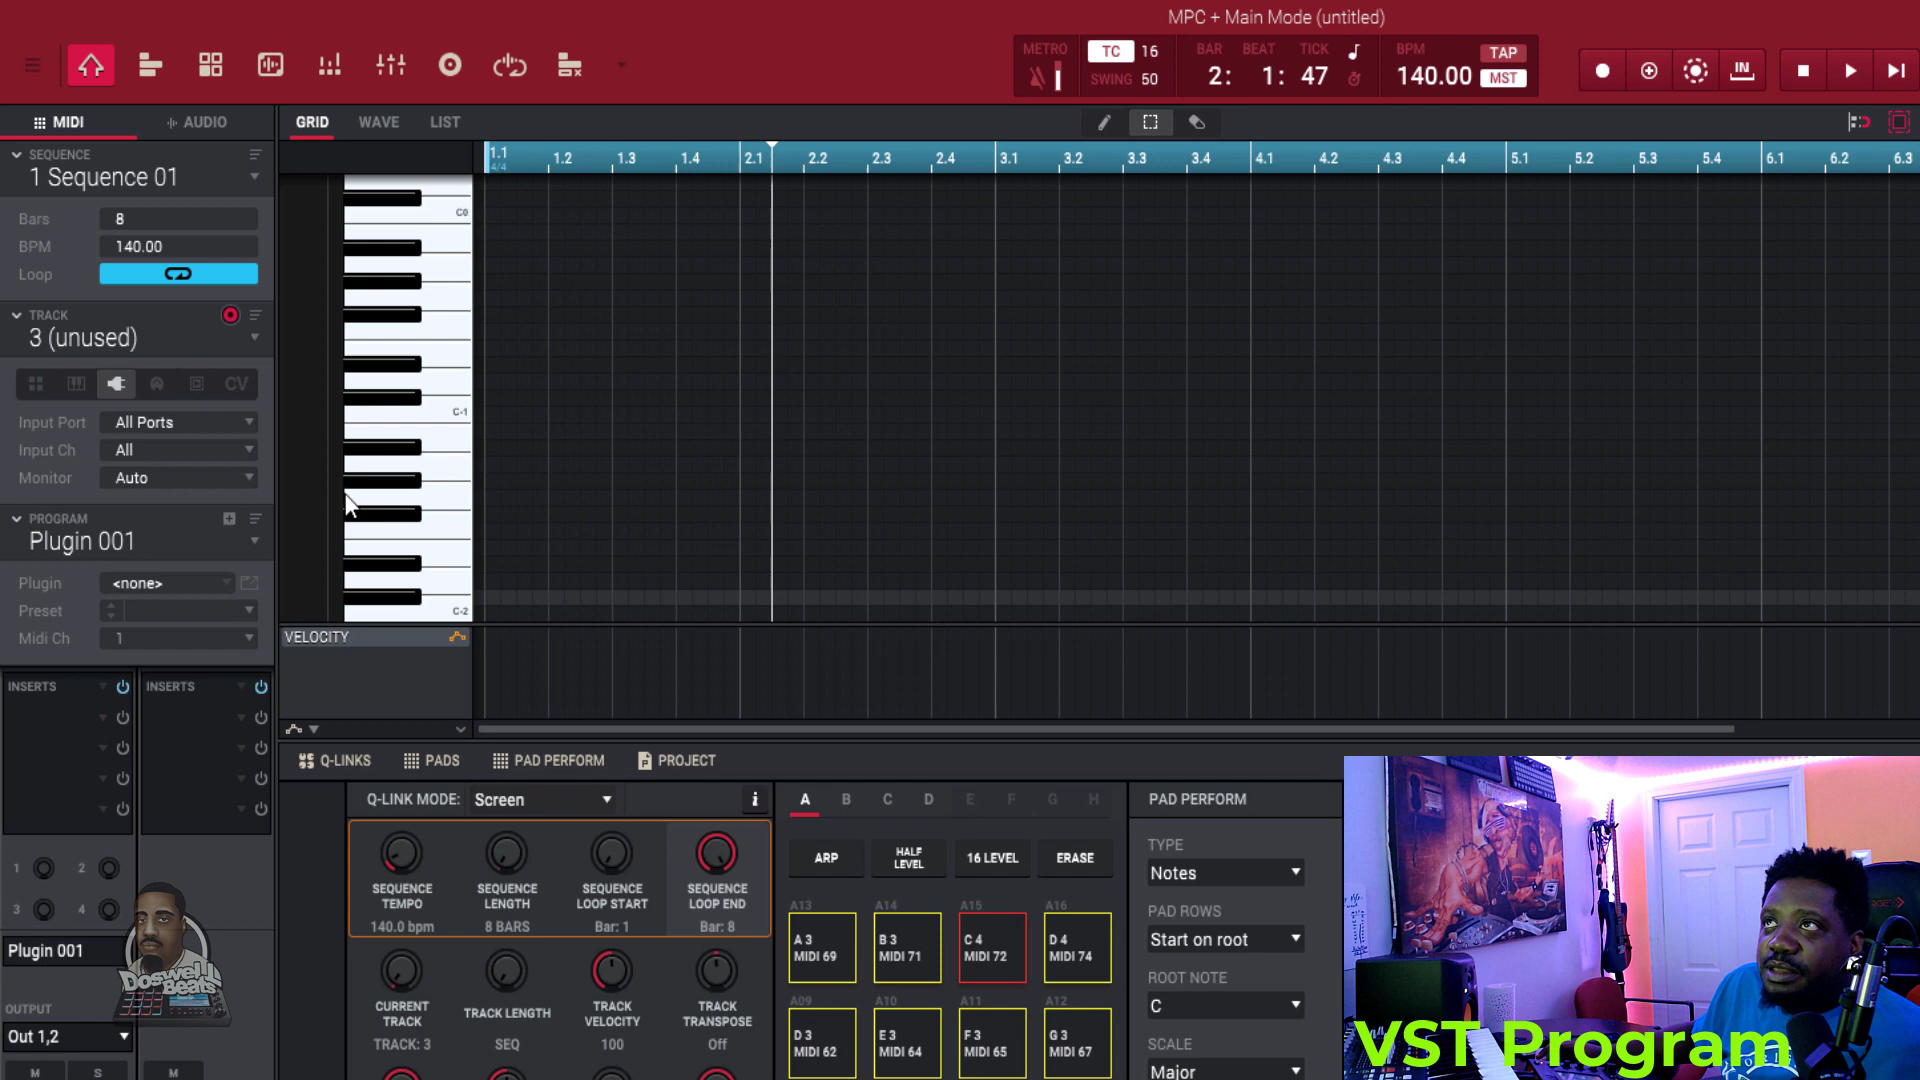 MPC + Main Mode (untitled)
METRO
TC 16
SWING 50
BAR BEAT TICK
2: 1: 47
BPM
140.00
TAP
MST
IN
MIDI
AUDIO
GRID WAVE LIST
SEQUENCE
1 Sequence 01
Bars 8
BPM 140.00
Loop
TRACK
3 (unused)
CV
Input Port All Ports
Input Ch All
Monitor Auto
PROGRAM
Plugin 001
Plugin <none>
Preset
Midi Ch 1
1.1 1.2 1.3 1.4 2.1 2.2 2.3 2.4 3.1 3.2 3.3 3.4 4.1 4.2 4.3 4.4 5.1 5.2 5.3 5.4 6.1 6.2 6.3
4/4
C0
C-1
C-2
VELOCITY
INSERTS INSERTS
1 2
3 4
Plugin 001
Doswell
Beats
OUTPUT
Out 1,2
M S M
Q-LINKS PADS PAD PERFORM PROJECT
Q-LINK MODE: Screen
i
SEQUENCE TEMPO
140.0 bpm
SEQUENCE LENGTH
8 BARS
SEQUENCE LOOP START
Bar: 1
SEQUENCE LOOP END
Bar: 8
CURRENT TRACK
TRACK: 3
TRACK LENGTH
SEQ
TRACK VELOCITY
100
TRACK TRANSPOSE
Off
A B C D E F G H
ARP
HALF LEVEL
16 LEVEL
ERASE
A13 A14 A15 A16
A 3 B 3 C 4 D 4
MIDI 69 MIDI 71 MIDI 72 MIDI 74
A09 A10 A11 A12
D 3 E 3 F 3 G 3
MIDI 62 MIDI 64 MIDI 65 MIDI 67
PAD PERFORM
TYPE
Notes
PAD ROWS
Start on root
ROOT NOTE
C
SCALE
Major
VST Program